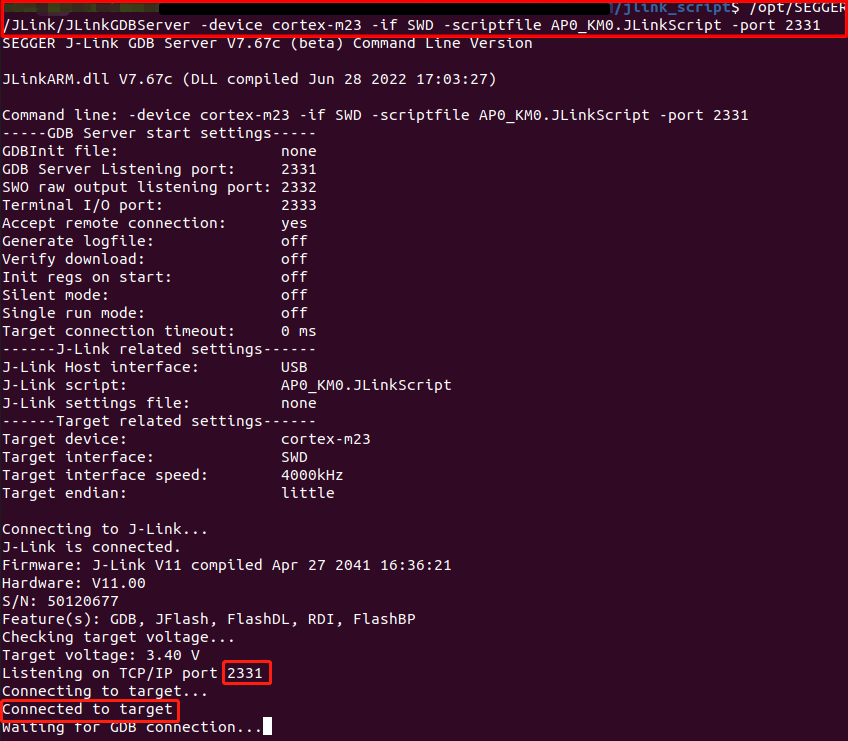 /jlink_script$ /opt/SEGGER
/JLink/JLinkGDBServer -device cortex-m23 -if SWD -scriptfile AP0_KM0.JLinkScript -port 2331
SEGGER J-Link GDB Server V7.67c (beta) Command Line Version
JLinkARM.dll V7.67c (DLL compiled Jun 28 2022 17:03:27)
Command line: -device cortex-m23 -if SWD -scriptfile AP0_KM0.JLinkScript -port 2331
-----GDB Server start settings-----
GDBInit file: none
GDB Server Listening port: 2331
SWO raw output listening port: 2332
Terminal I/O port: 2333
Accept remote connection: yes
Generate logfile: off
Verify download: off
Init regs on start: off
Silent mode: off
Single run mode: off
Target connection timeout: 0 ms
------J-Link related settings------
J-Link Host interface: USB
J-Link script: AP0_KM0.JLinkScript
J-Link settings file: none
------Target related settings------
Target device: cortex-m23
Target interface: SWD
Target interface speed: 4000kHz
Target endian: little
Connecting to J-Link...
J-Link is connected.
Firmware: J-Link V11 compiled Apr 27 2041 16:36:21
Hardware: V11.00
S/N: 50120677
Feature(s): GDB, JFlash, FlashDL, RDI, FlashBP
Checking target voltage...
Target voltage: 3.40 V
Listening on TCP/IP port 2331
Connecting to target...
Connected to target
Waiting for GDB connection...